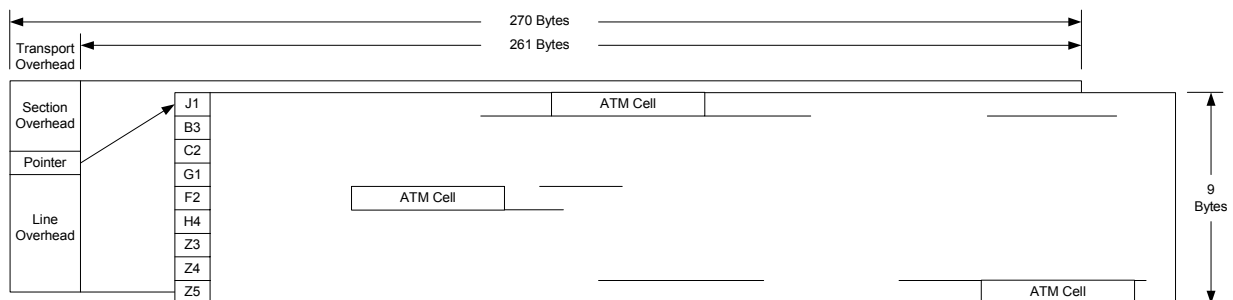 270 Bytes
Transport
Overhead
261 Bytes
Section
Overhead
Pointer
Line
Overhead
J1
B3
C2
G1
F2
H4
Z3
Z4
Z5
ATM Cell
ATM Cell
ATM Cell
9
Bytes